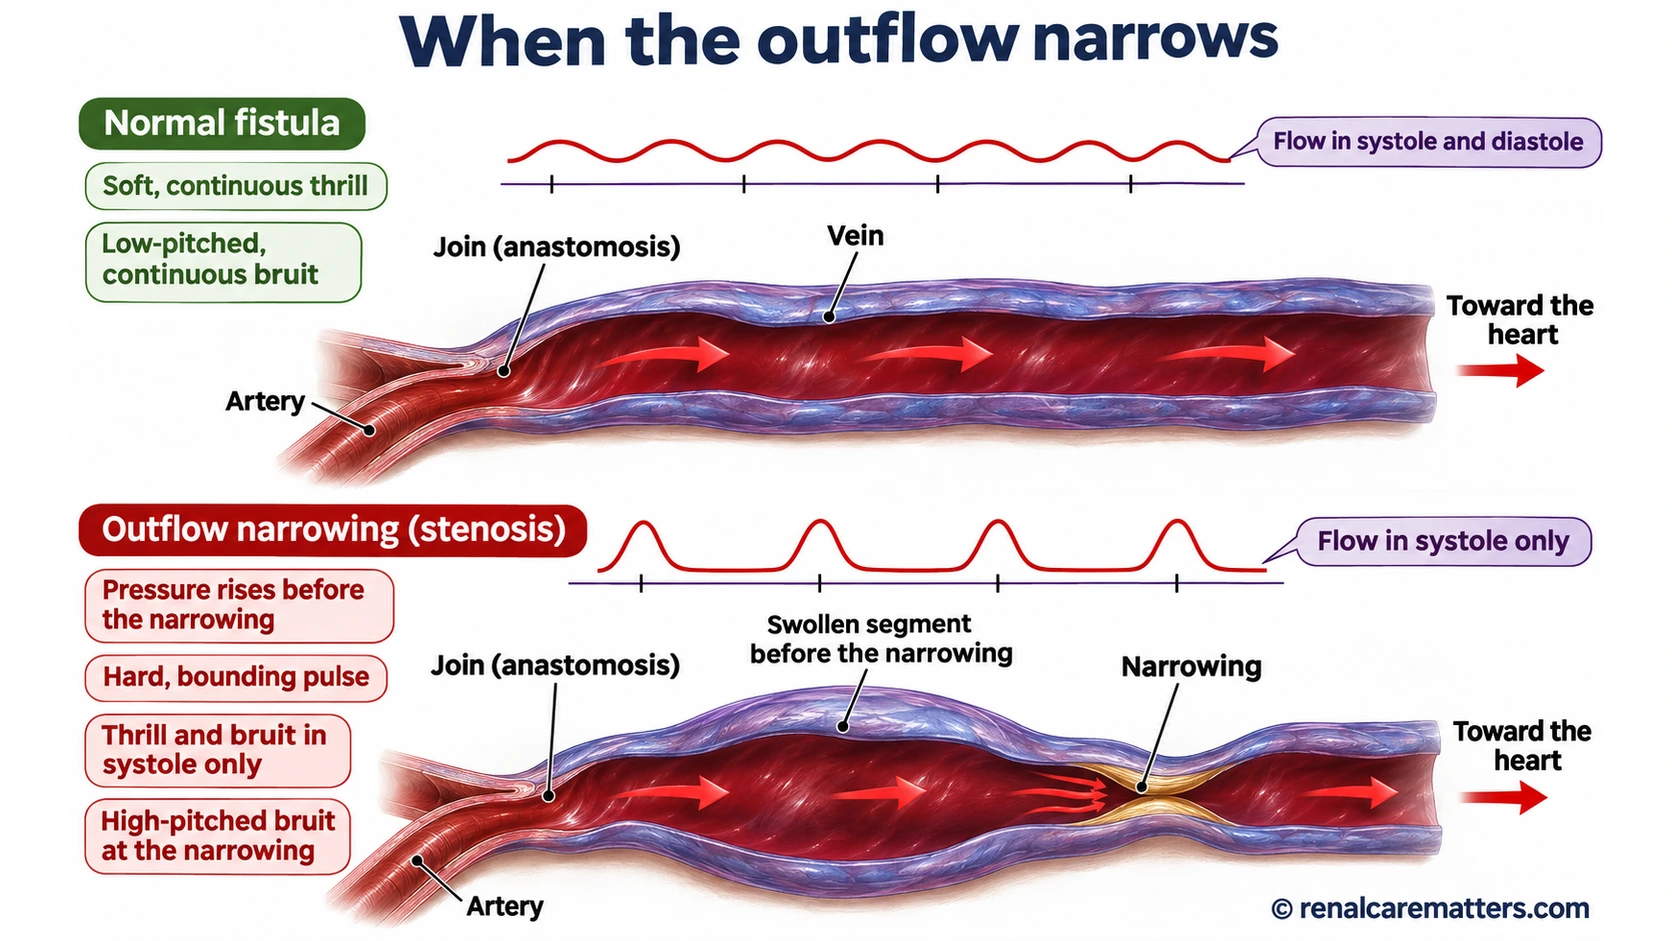 When the outflow narrows
Normal fistula
Soft, continuous thrill
Low-pitched,
continuous bruit
Flow in systole and diastole
Join (anastomosis)
Vein
Artery
Toward the
heart
Outflow narrowing (stenosis)
Flow in systole only
Pressure rises before
the narrowing
Hard, bounding pulse
Thrill and bruit in
systole only
High-pitched bruit
at the narrowing
Join (anastomosis)
Swollen segment
before the narrowing
Narrowing
Toward the
heart
Artery
© renalcarematters.com